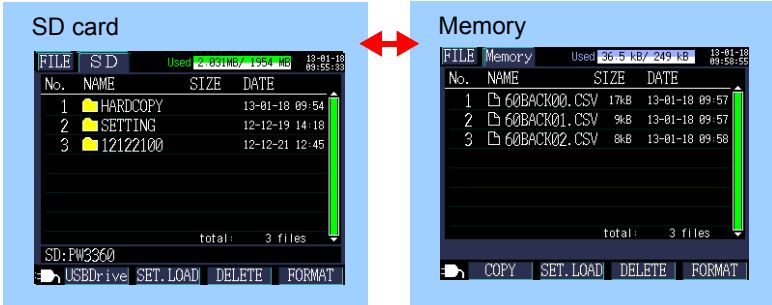 SD card
FILE SD Used 2.031MB/ 1954 MB 13-01-18 09:55:33
No. NAME SIZE DATE
1 HARDCOPY 13-01-18 09:54
2 SETTING 12-12-19 14:18
3 12122100 12-12-21 12:45
total: 3 files
SD:PW3360
USBDrive SET.LOAD DELETE FORMAT
Memory
FILE Memory Used 36.5 kB/ 249 kB 13-01-18 09:58:55
No. NAME SIZE DATE
1 60BACK00.CSV 17kB 13-01-18 09:57
2 60BACK01.CSV 9kB 13-01-18 09:57
3 60BACK02.CSV 8kB 13-01-18 09:58
total: 3 files
COPY SET.LOAD DELETE FORMAT